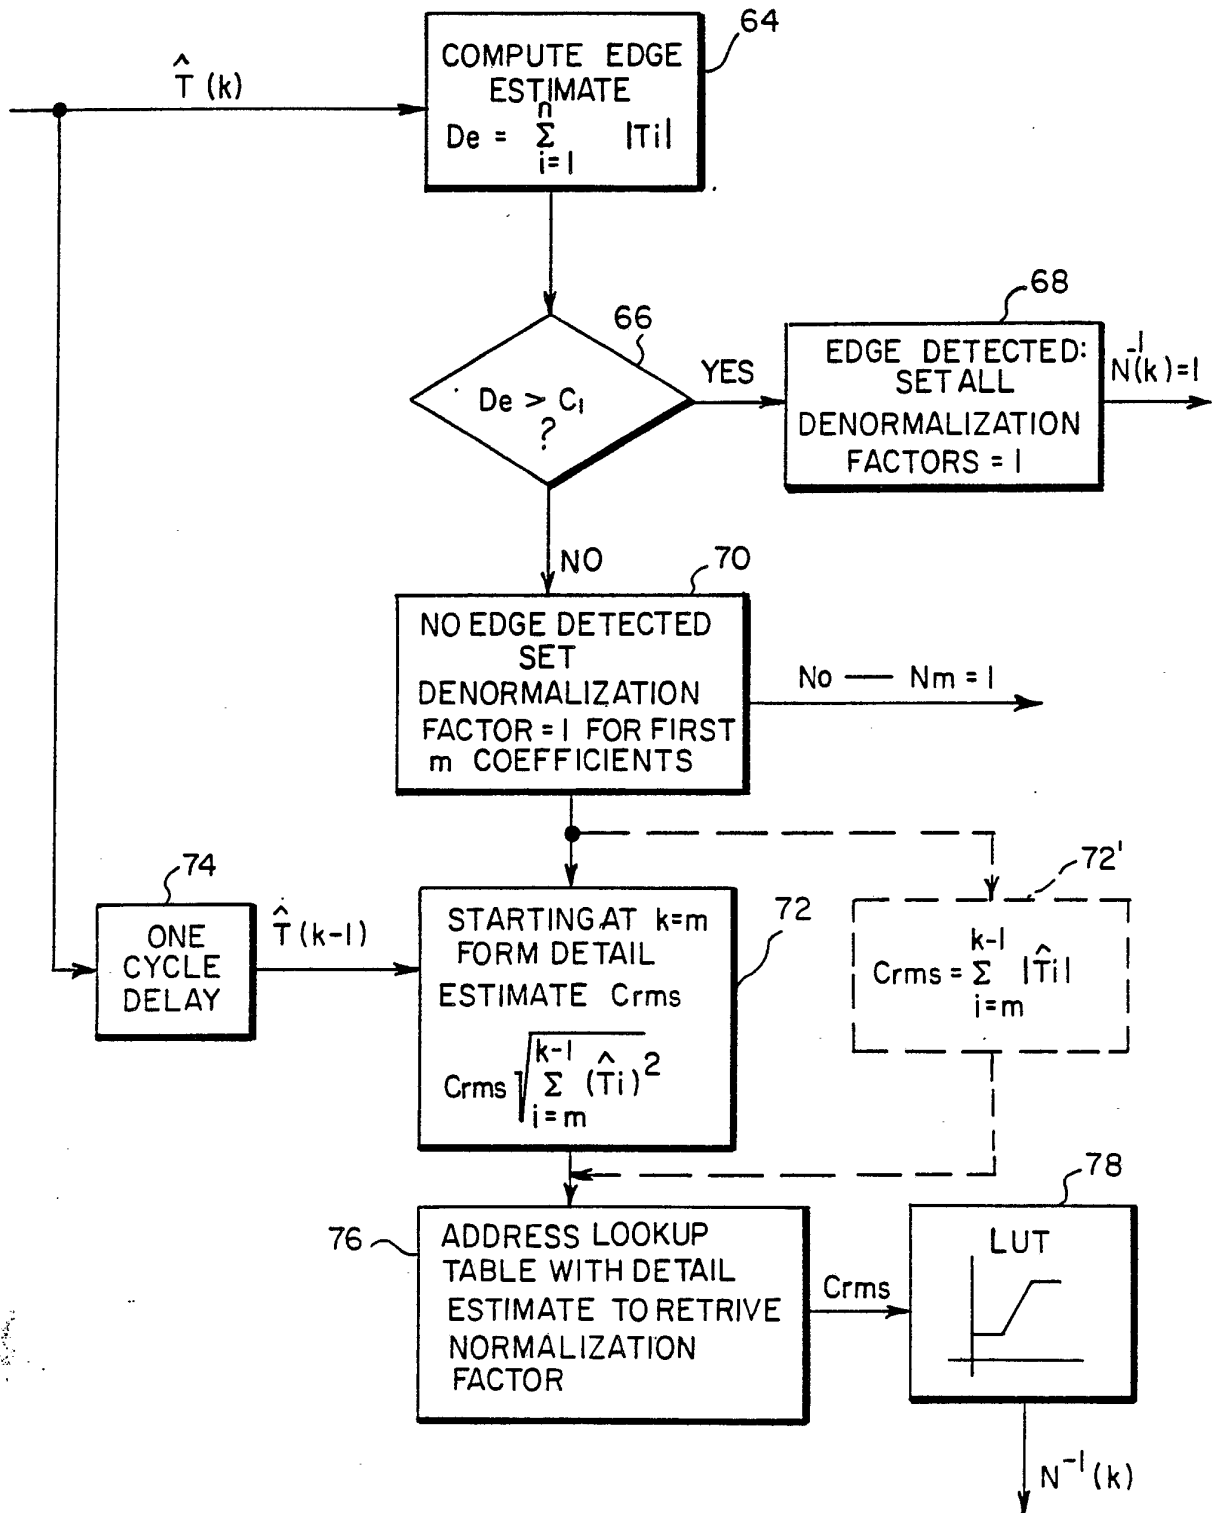 64
COMPUTE EDGE
ESTIMATE
De = n Σ i=1 |Ti|
T̂ (k)
66
De > C1
?
YES
68
EDGE DETECTED:
SET ALL
DENORMALIZATION
FACTORS = 1
N⁻¹(k)=1
NO
70
NO EDGE DETECTED
SET
DENORMALIZATION
FACTOR = 1 FOR FIRST
m COEFFICIENTS
No — Nm = 1
74
ONE
CYCLE
DELAY
T̂ (k-1)
72
STARTING AT k=m
FORM DETAIL
ESTIMATE Crms
Crms √ k-1 Σ i=m (T̂i)²
72'
Crms = k-1 Σ i=m |T̂i|
76
ADDRESS LOOKUP
TABLE WITH DETAIL
ESTIMATE TO RETRIVE
NORMALIZATION
FACTOR
Crms
78
LUT
N⁻¹(k)